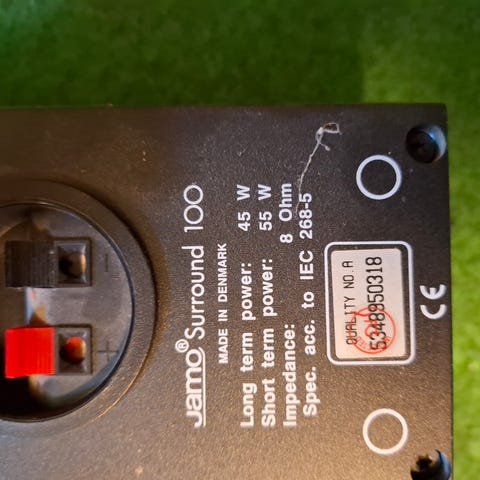 Jamo® Surround 100
MADE IN DENMARK
Long term power: 45 W
Short term power: 55 W
Impedance: 8 Ohm
Spec. acc. to IEC 268-5
QUALITY NO.A
5348950318
CE
- +